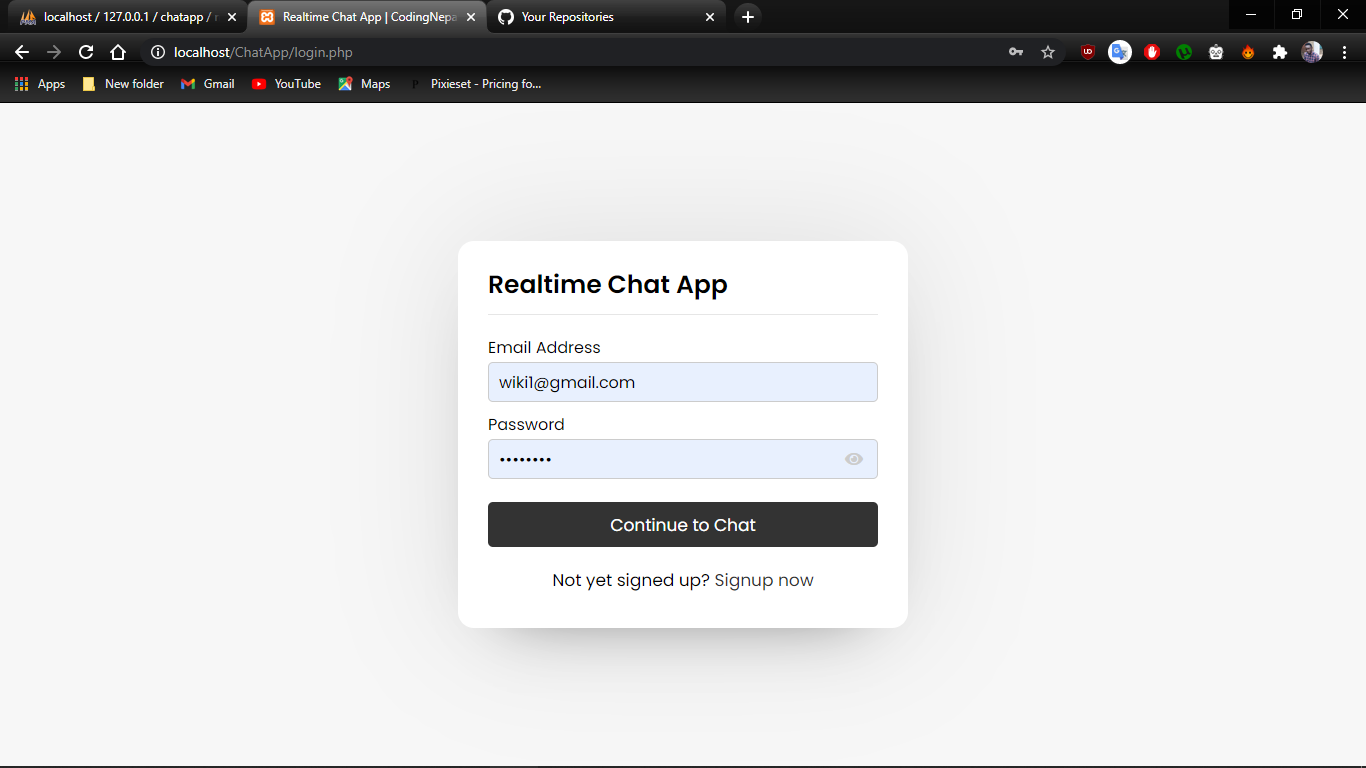 localhost / 127.0.0.1 / chatapp /
Realtime Chat App | CodingNepa
Your Repositories
localhost/ChatApp/login.php
Apps
New folder
Gmail
YouTube
Maps
Pixieset - Pricing fo...
Realtime Chat App
Email Address
wiki1@gmail.com
Password
••••••••
Continue to Chat
Not yet signed up? Signup now